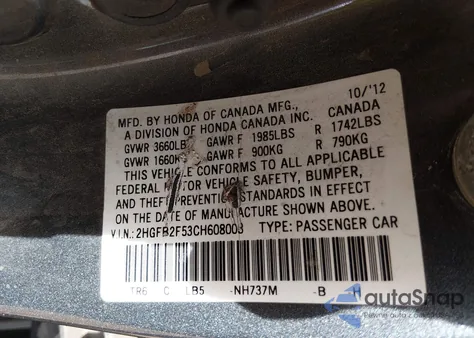 10/'12
MFD. BY HONDA OF CANADA MFG., CANADA
A DIVISION OF HONDA CANADA INC.
GVWR 3660LBS GAWR F 1985LBS R 1742LBS
GVWR 1660KG GAWR F 900KG R 790KG
THIS VEHICLE CONFORMS TO ALL APPLICABLE
FEDERAL MOTOR VEHICLE SAFETY, BUMPER,
AND THEFT PREVENTION STANDARDS IN EFFECT
ON THE DATE OF MANUFACTURE SHOWN ABOVE.
V.I.N.: 2HGFB2F53CH608003 TYPE: PASSENGER CAR
TR6 C LB5 -NH737M -B H
autoSnap